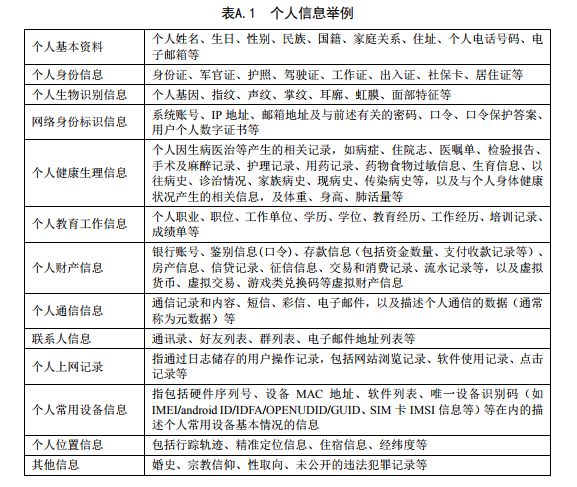 表A.1 个人信息举例
个人基本资料
个人姓名、生日、性别、民族、国籍、家庭关系、住址、个人电话号码、电
子邮箱等
个人身份信息
身份证、军官证、护照、驾驶证、工作证、出入证、社保卡、居住证等
个人生物识别信息
个人基因、指纹、声纹、掌纹、耳廓、虹膜、面部特征等
网络身份标识信息
系统账号、IP 地址、邮箱地址及与前述有关的密码、口令、口令保护答案、
用户个人数字证书等
个人健康生理信息
个人因生病医治等产生的相关记录，如病症、住院志、医嘱单、检验报告、
手术及麻醉记录、护理记录、用药记录、药物食物过敏信息、生育信息、以
往病史、诊治情况、家族病史、现病史、传染病史等，以及与个人身体健康
状况产生的相关信息，及体重、身高、肺活量等
个人教育工作信息
个人职业、职位、工作单位、学历、学位、教育经历、工作经历、培训记录、
成绩单等
个人财产信息
银行账号、鉴别信息(口令)、存款信息（包括资金数量、支付收款记录等）、
房产信息、信贷记录、征信信息、交易和消费记录、流水记录等，以及虚拟
货币、虚拟交易、游戏类兑换码等虚拟财产信息
个人通信信息
通信记录和内容、短信、彩信、电子邮件，以及描述个人通信的数据（通常
称为元数据）等
联系人信息
通讯录、好友列表、群列表、电子邮件地址列表等
个人上网记录
指通过日志储存的用户操作记录，包括网站浏览记录、软件使用记录、点击
记录等
个人常用设备信息
指包括硬件序列号、设备 MAC 地址、软件列表、唯一设备识别码（如
IMEI/android ID/IDFA/OPENUDID/GUID、SIM 卡 IMSI 信息等）等在内的描
述个人常用设备基本情况的信息
个人位置信息
包括行踪轨迹、精准定位信息、住宿信息、经纬度等
其他信息
婚史、宗教信仰、性取向、未公开的违法犯罪记录等